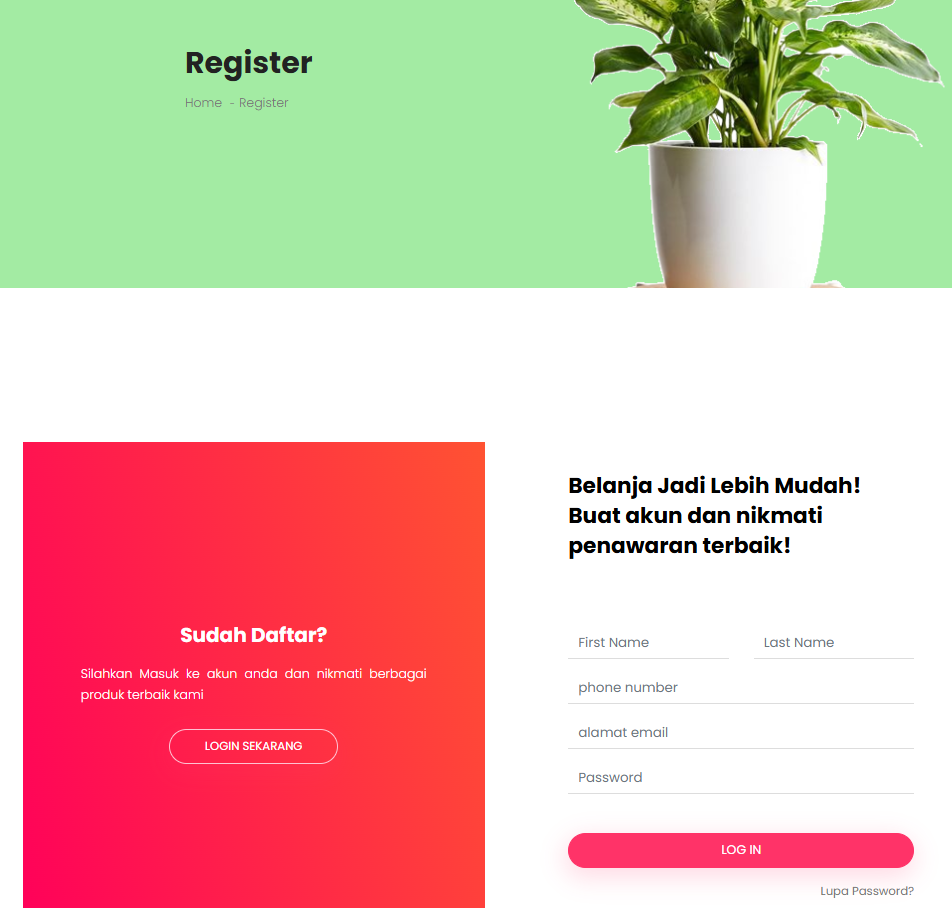 Register
Home - Register
Sudah Daftar?
Silahkan Masuk ke akun anda dan nikmati berbagai
produk terbaik kami
LOGIN SEKARANG
Belanja Jadi Lebih Mudah!
Buat akun dan nikmati
penawaran terbaik!
First Name Last Name
phone number
alamat email
Password
LOG IN
Lupa Password?